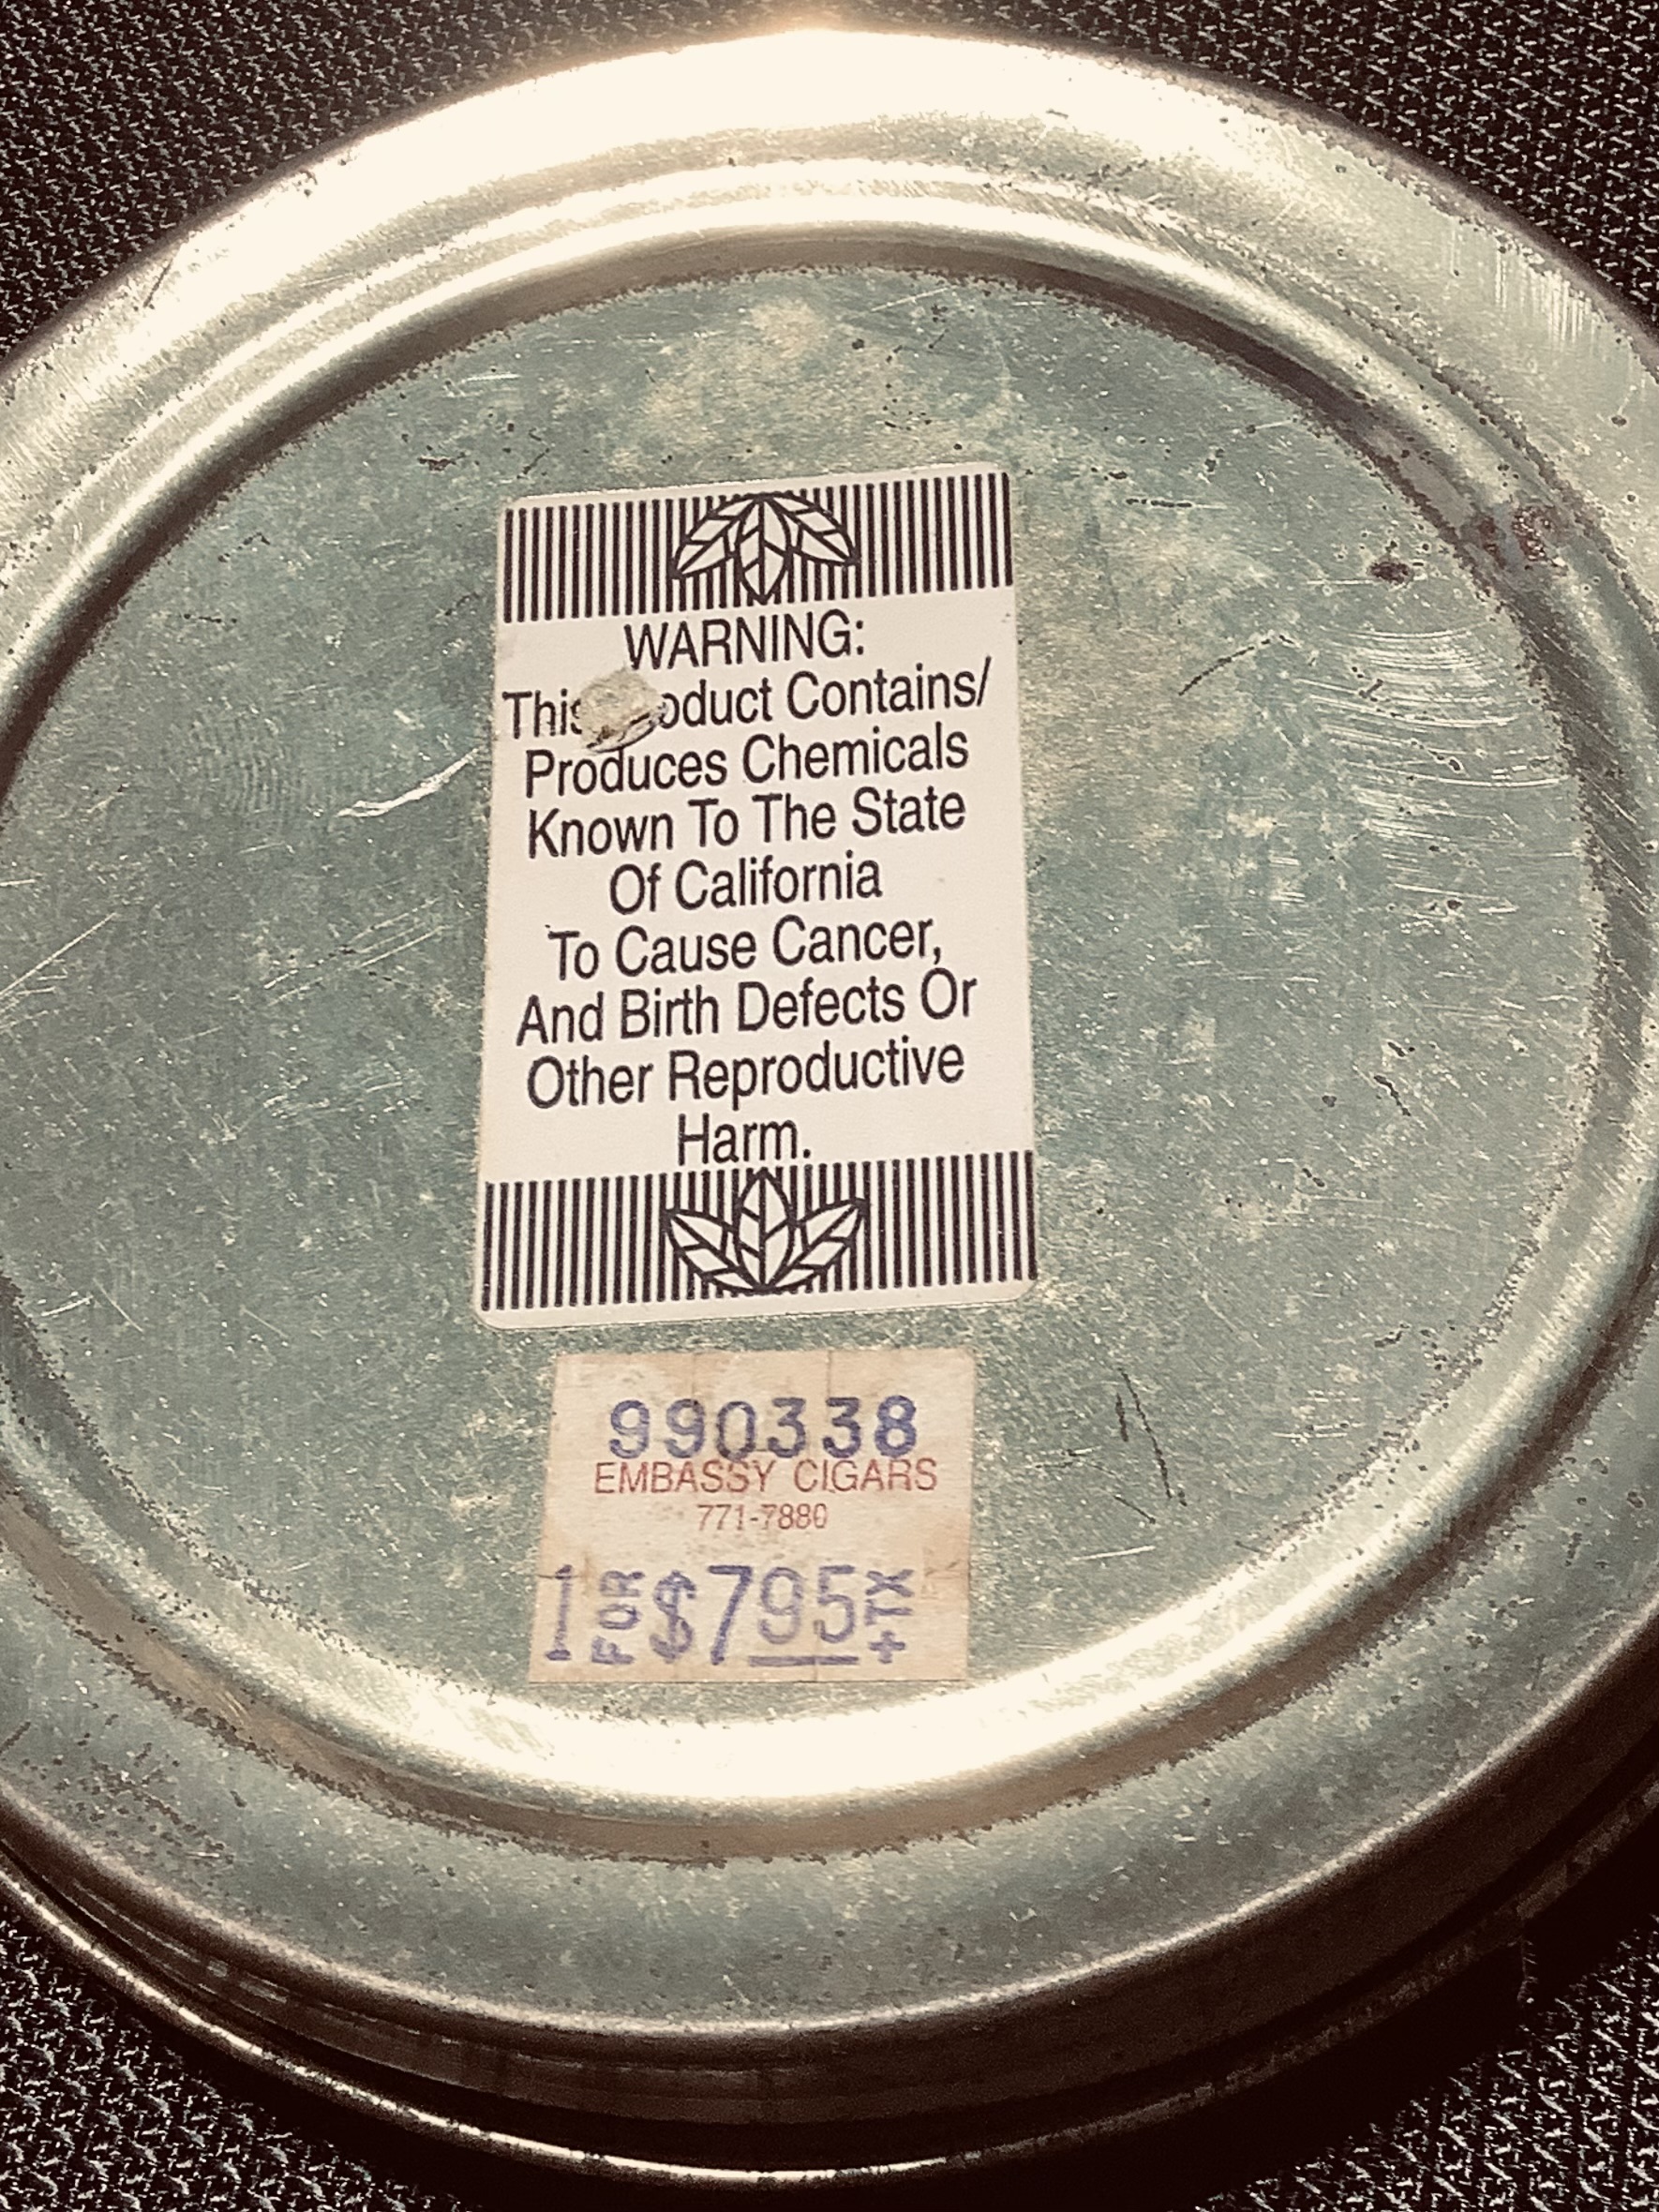 WARNING:
This Product Contains/
Produces Chemicals
Known To The State
Of California
To Cause Cancer,
And Birth Defects Or
Other Reproductive
Harm.
990338
EMBASSY CIGARS
771-7880
1 FOR $795 +TX